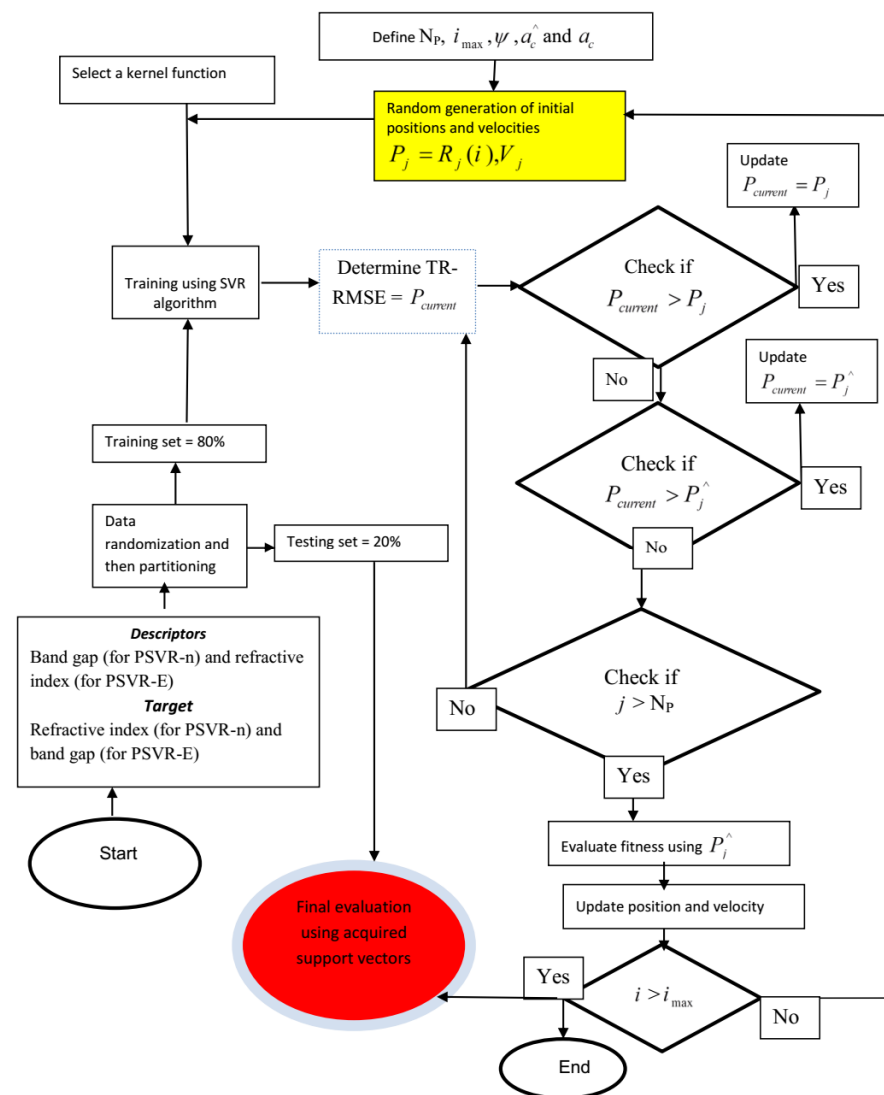 Define N_P, i_max, ψ, a_c^ and a_c
Select a kernel function
Random generation of initial
positions and velocities
P_j = R_j(i),V_j
Update
P_current = P_j
Training using SVR
algorithm
Determine TR-
RMSE = P_current
Check if
P_current > P_j
Yes
No
Update
P_current = P_j^
Training set = 80%
Check if
P_current > P_j^
Yes
Data
randomization and
then partitioning
Testing set = 20%
No
Descriptors
Band gap (for PSVR-n) and refractive
index (for PSVR-E)
Target
Refractive index (for PSVR-n) and
band gap (for PSVR-E)
Check if
j > N_P
No
Yes
Start
Evaluate fitness using P_j^
Update position and velocity
Final evaluation
using acquired
support vectors
Yes
i > i_max
No
End